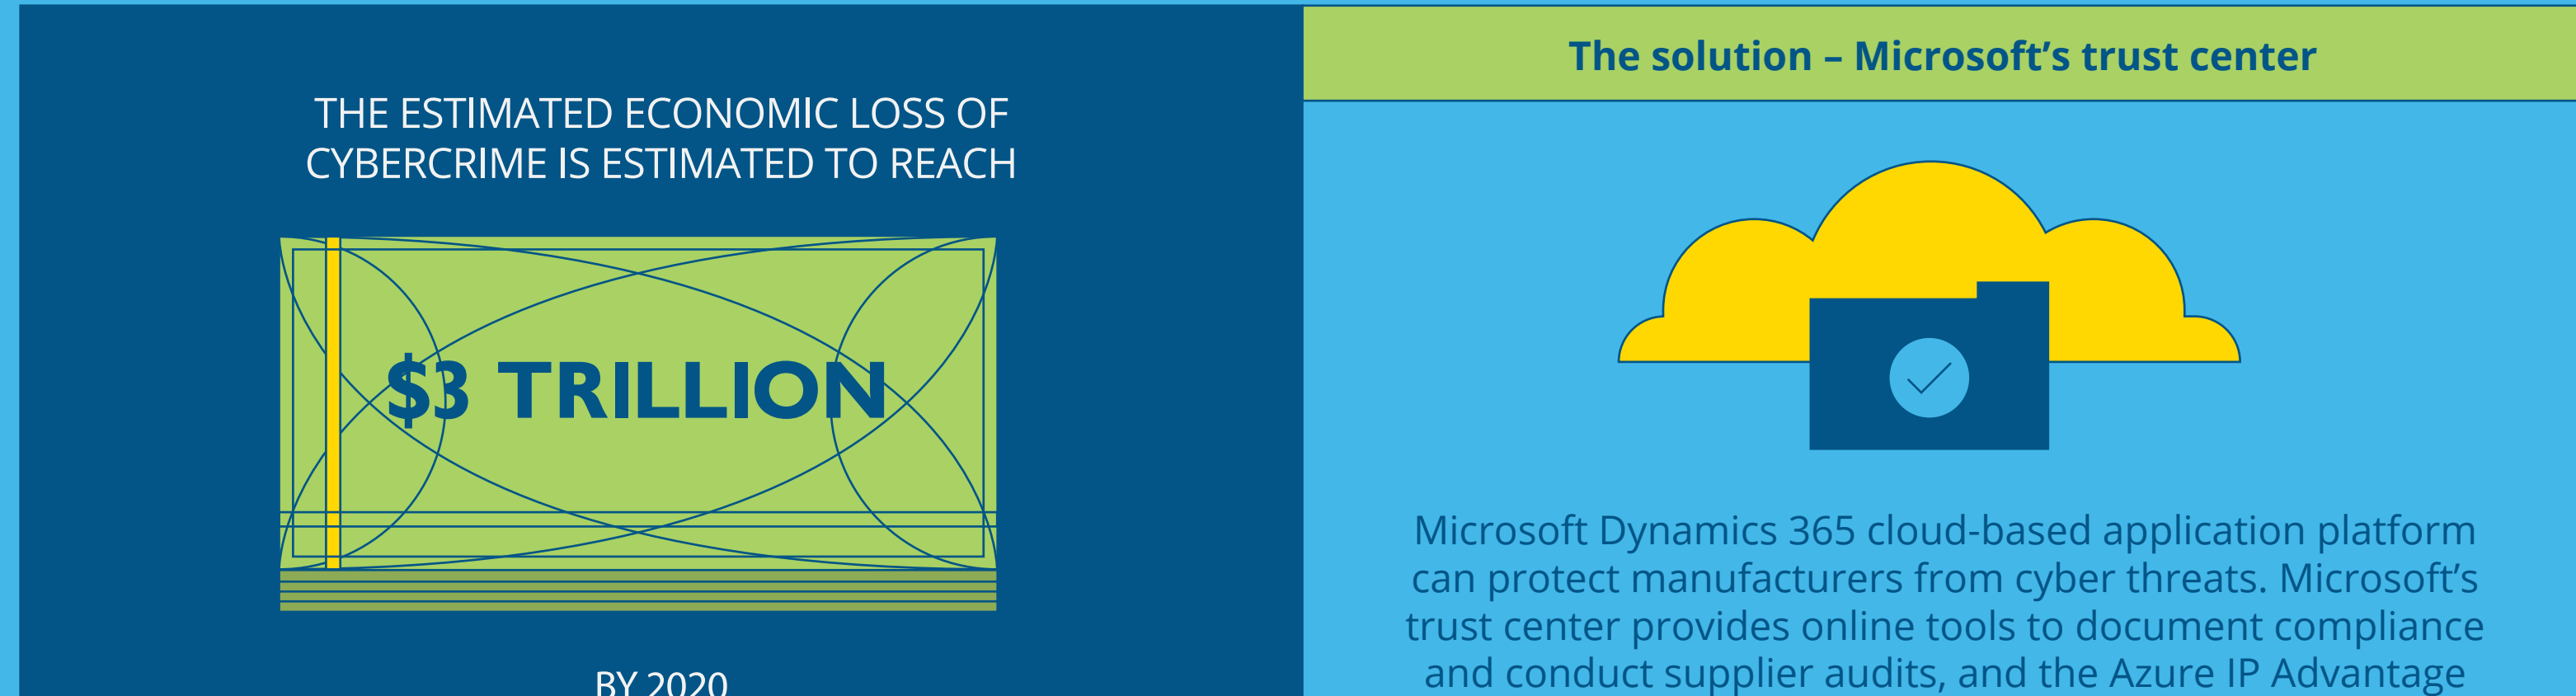 THE ESTIMATED ECONOMIC LOSS OF
CYBERCRIME IS ESTIMATED TO REACH
$3 TRILLION
BY 2020
The solution – Microsoft’s trust center
Microsoft Dynamics 365 cloud-based application platform
can protect manufacturers from cyber threats. Microsoft’s
trust center provides online tools to document compliance
and conduct supplier audits, and the Azure IP Advantage